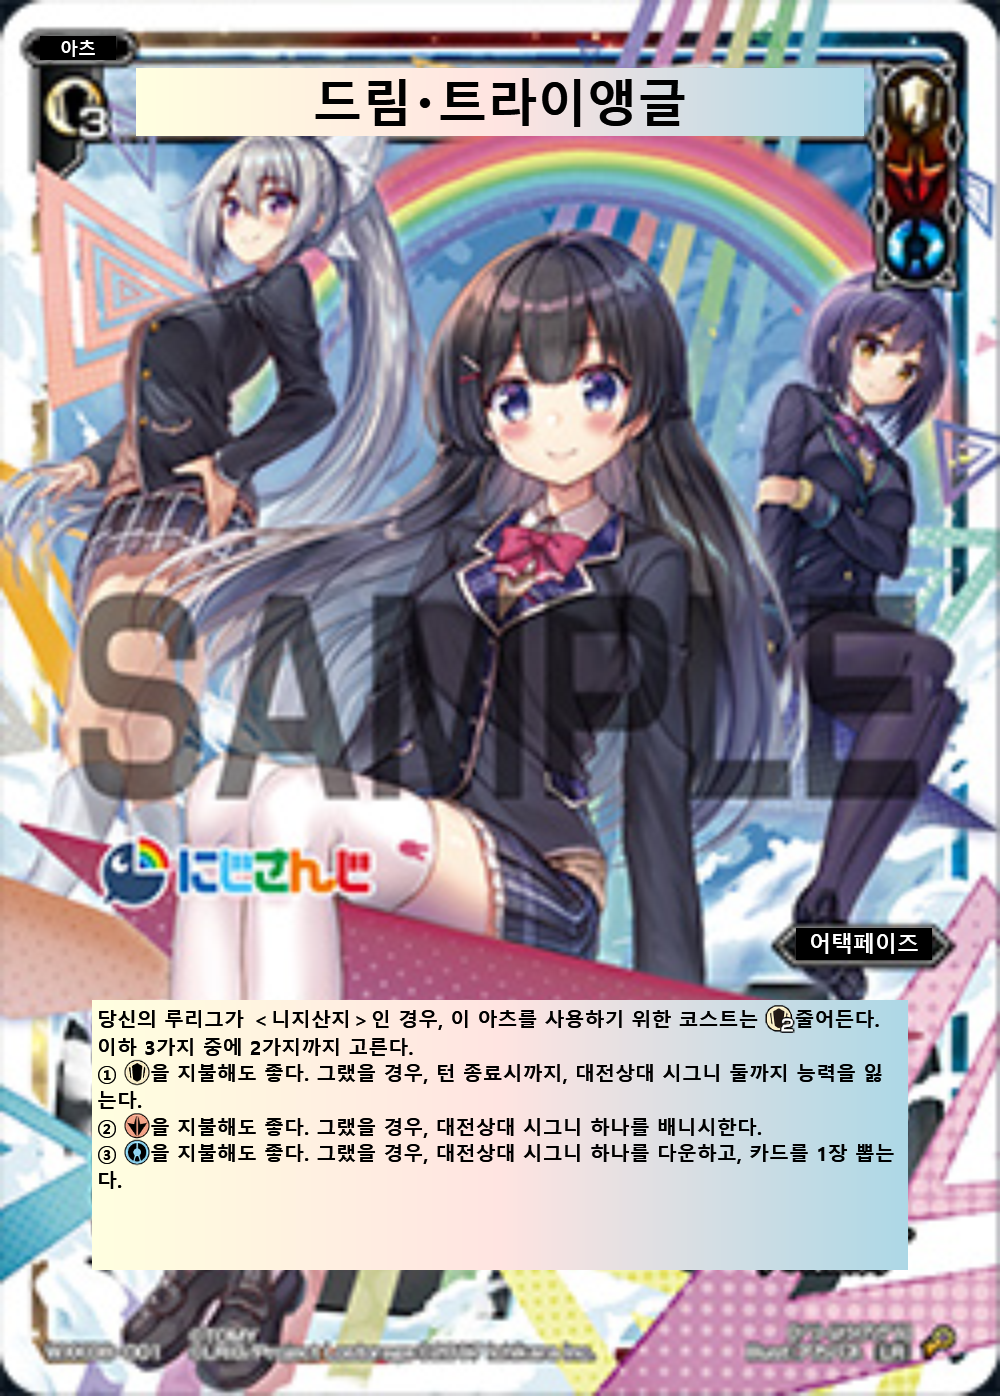 아츠
3
드림·트라이앵글
SAMPLE
にじさんじ
어택페이즈
당신의 루리그가 <니지산지>인 경우, 이 아츠를 사용하기 위한 코스트는 2줄어든다.
이하 3가지 중에 2가지까지 고른다.
① 을 지불해도 좋다. 그랬을 경우, 턴 종료시까지, 대전상대 시그니 둘까지 능력을 잃
는다.
② 을 지불해도 좋다. 그랬을 경우, 대전상대 시그니 하나를 배니시한다.
③ 을 지불해도 좋다. 그랬을 경우, 대전상대 시그니 하나를 다운하고, 카드를 1장 뽑는
다.
©TOMY
LR